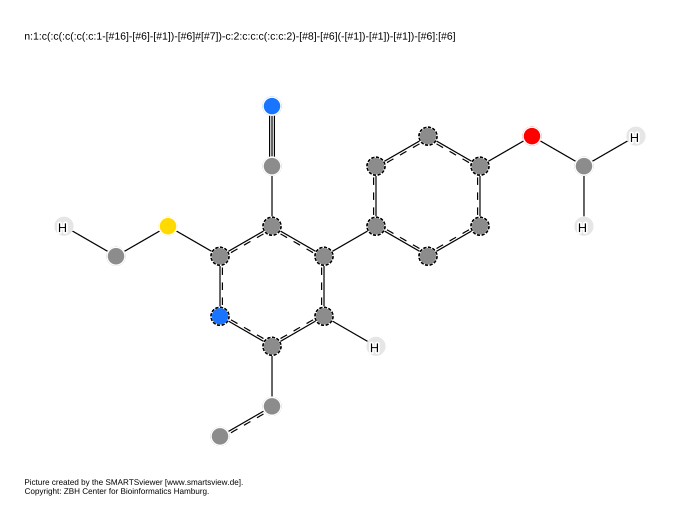 n:1:c(:c(:c(:c(:c:1-[#16]-[#6]-[#1])-[#6]#[#7])-c:2:c:c:c(:c:c:2)-[#8]-[#6](-[#1])-[#1])-[#1])-[#6]:[#6]
H
H
H
H
Picture created by the SMARTSviewer [www.smartsview.de].
Copyright: ZBH Center for Bioinformatics Hamburg.